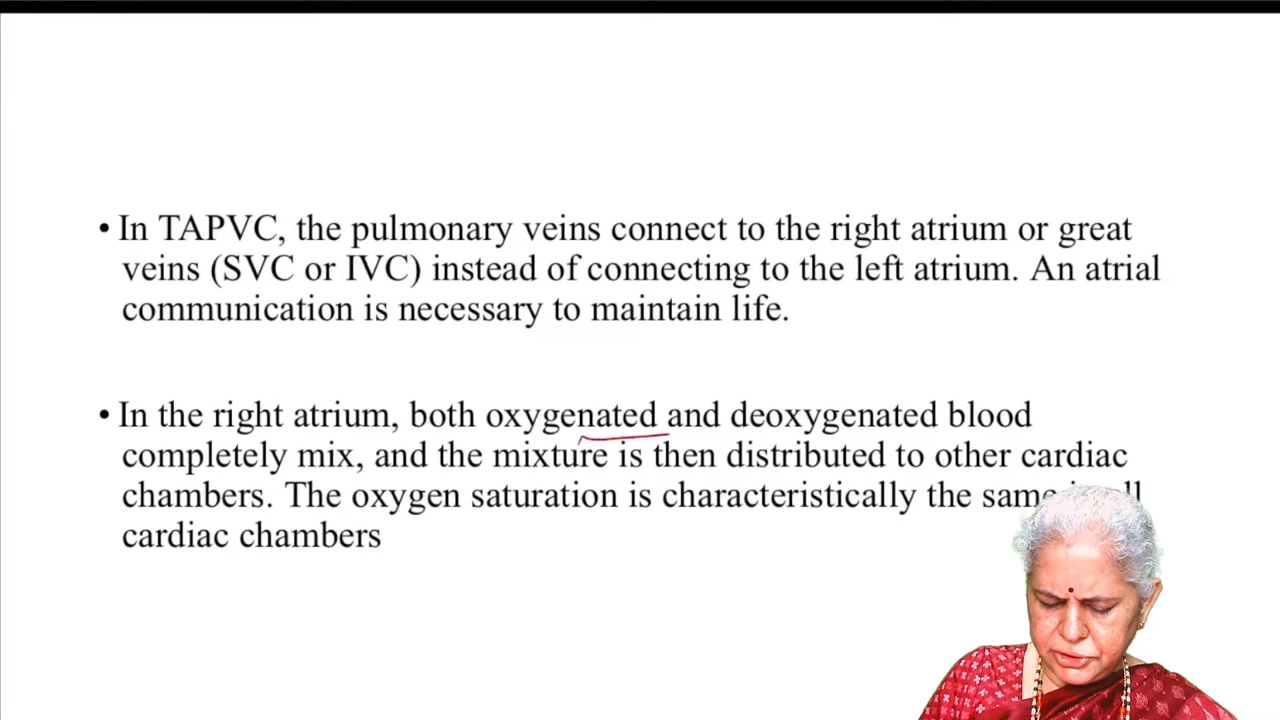 • In TAPVC, the pulmonary veins connect to the right atrium or great
veins (SVC or IVC) instead of connecting to the left atrium. An atrial
communication is necessary to maintain life.
• In the right atrium, both oxygenated and deoxygenated blood
completely mix, and the mixture is then distributed to other cardiac
chambers. The oxygen saturation is characteristically the same
cardiac chambers